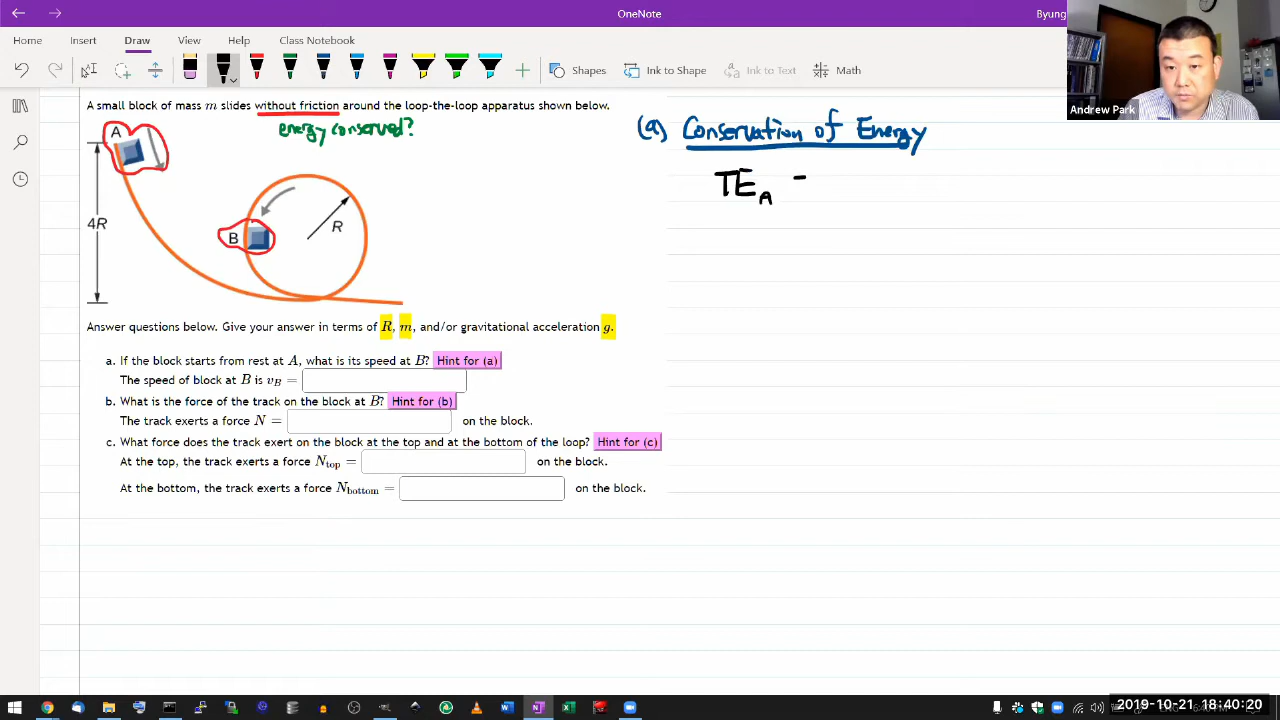 OneNote
Byung
Home Insert Draw View Help Class Notebook
Shapes Ink to Shape Ink to Text Math
Andrew Park
A small block of mass m slides without friction around the loop-the-loop apparatus shown below.
energy conserved?
(a) Conservation of Energy
TE_A =
A
4R
B
R
Answer questions below. Give your answer in terms of R, m, and/or gravitational acceleration g.
a. If the block starts from rest at A, what is its speed at B? Hint for (a)
The speed of block at B is v_B =
b. What is the force of the track on the block at B? Hint for (b)
The track exerts a force N = on the block.
c. What force does the track exert on the block at the top and at the bottom of the loop? Hint for (c)
At the top, the track exerts a force N_top = on the block.
At the bottom, the track exerts a force N_bottom = on the block.
2019-10-21 18:40:20